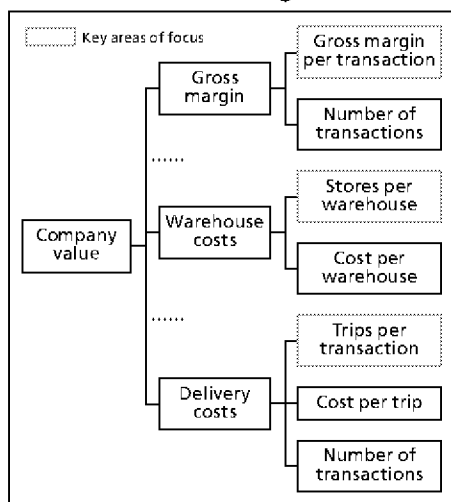 Key areas of focus
Gross margin
per transaction
Gross
margin
Number of
transactions
......
Stores per
warehouse
Company
value
Warehouse
costs
Cost per
warehouse
......
Trips per
transaction
Delivery
costs
Cost per trip
Number of
transactions